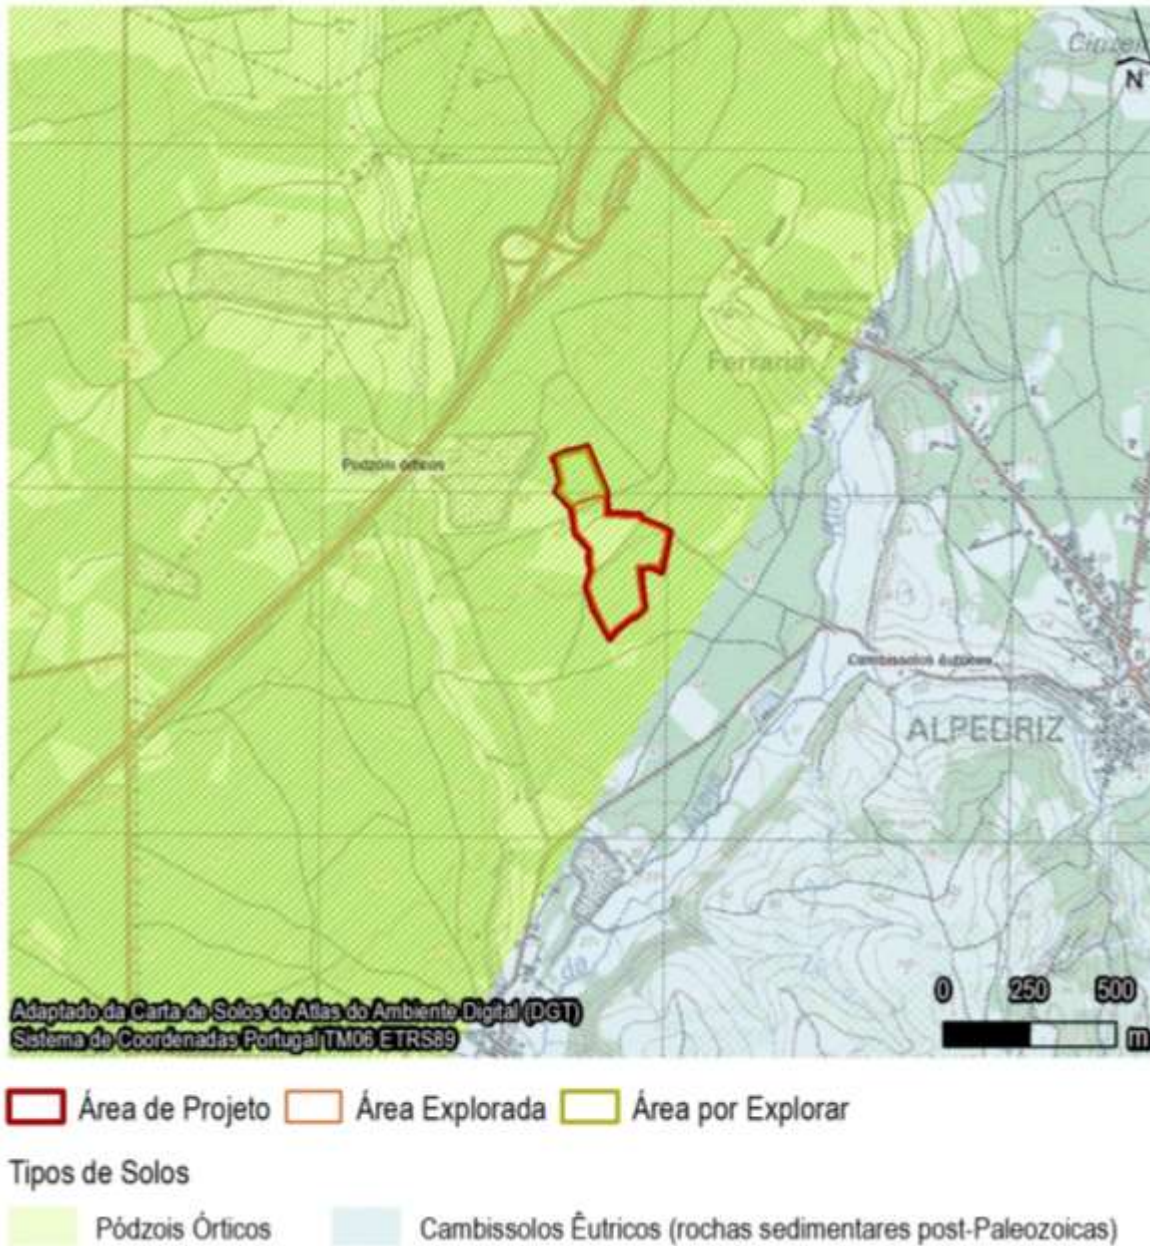 N
Ferraria
Podzóis órticos
Cambissolos êutricos
ALPEDRIZ
0 250 500
m
Adaptado da Carta de Solos do Atlas do Ambiente Digital (DGT)
Sistema de Coordenadas Portugal TM06 ETRS89
Área de Projeto Área Explorada Área por Explorar
Tipos de Solos
Pódzois Órticos Cambissolos Êutricos (rochas sedimentares post-Paleozoicas)